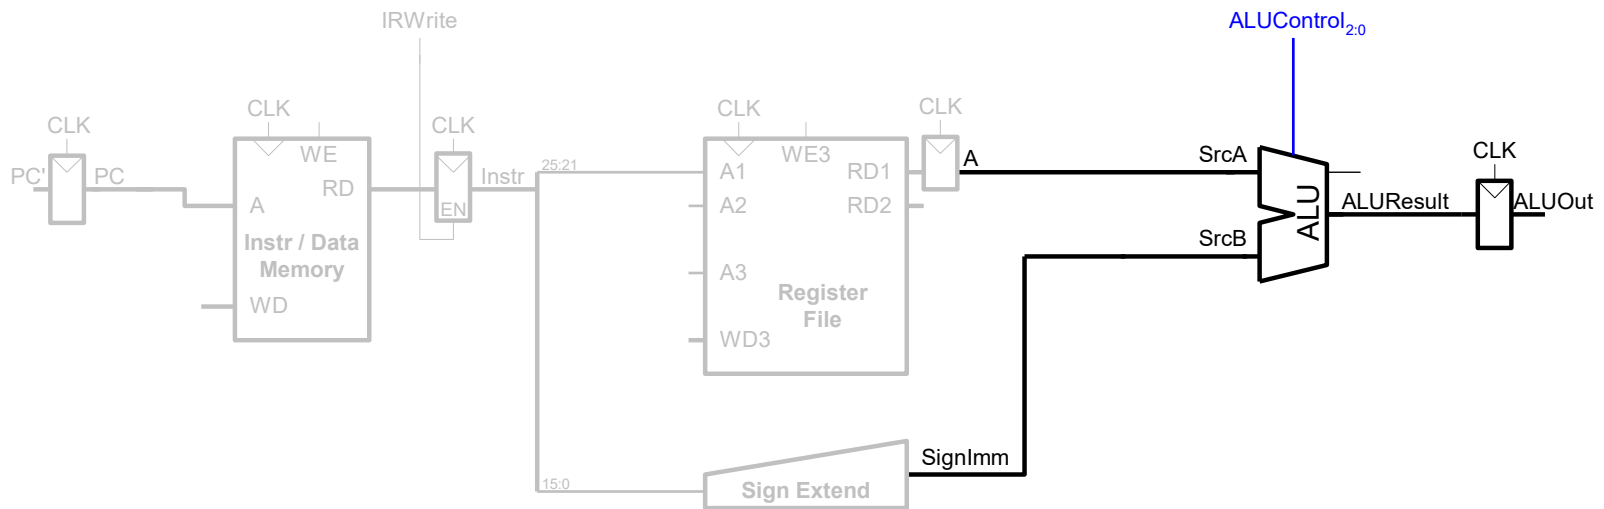 IRWrite
ALUControl2:0
CLK
CLK
CLK
CLK
CLK
CLK
PC'
PC
WE
RD
A
Instr / Data
Memory
WD
EN
Instr
25:21
A1
WE3
RD1
A2
RD2
A3
Register
File
WD3
A
SrcA
SrcB
ALU
ALUResult
ALUOut
SignImm
15:0
Sign Extend